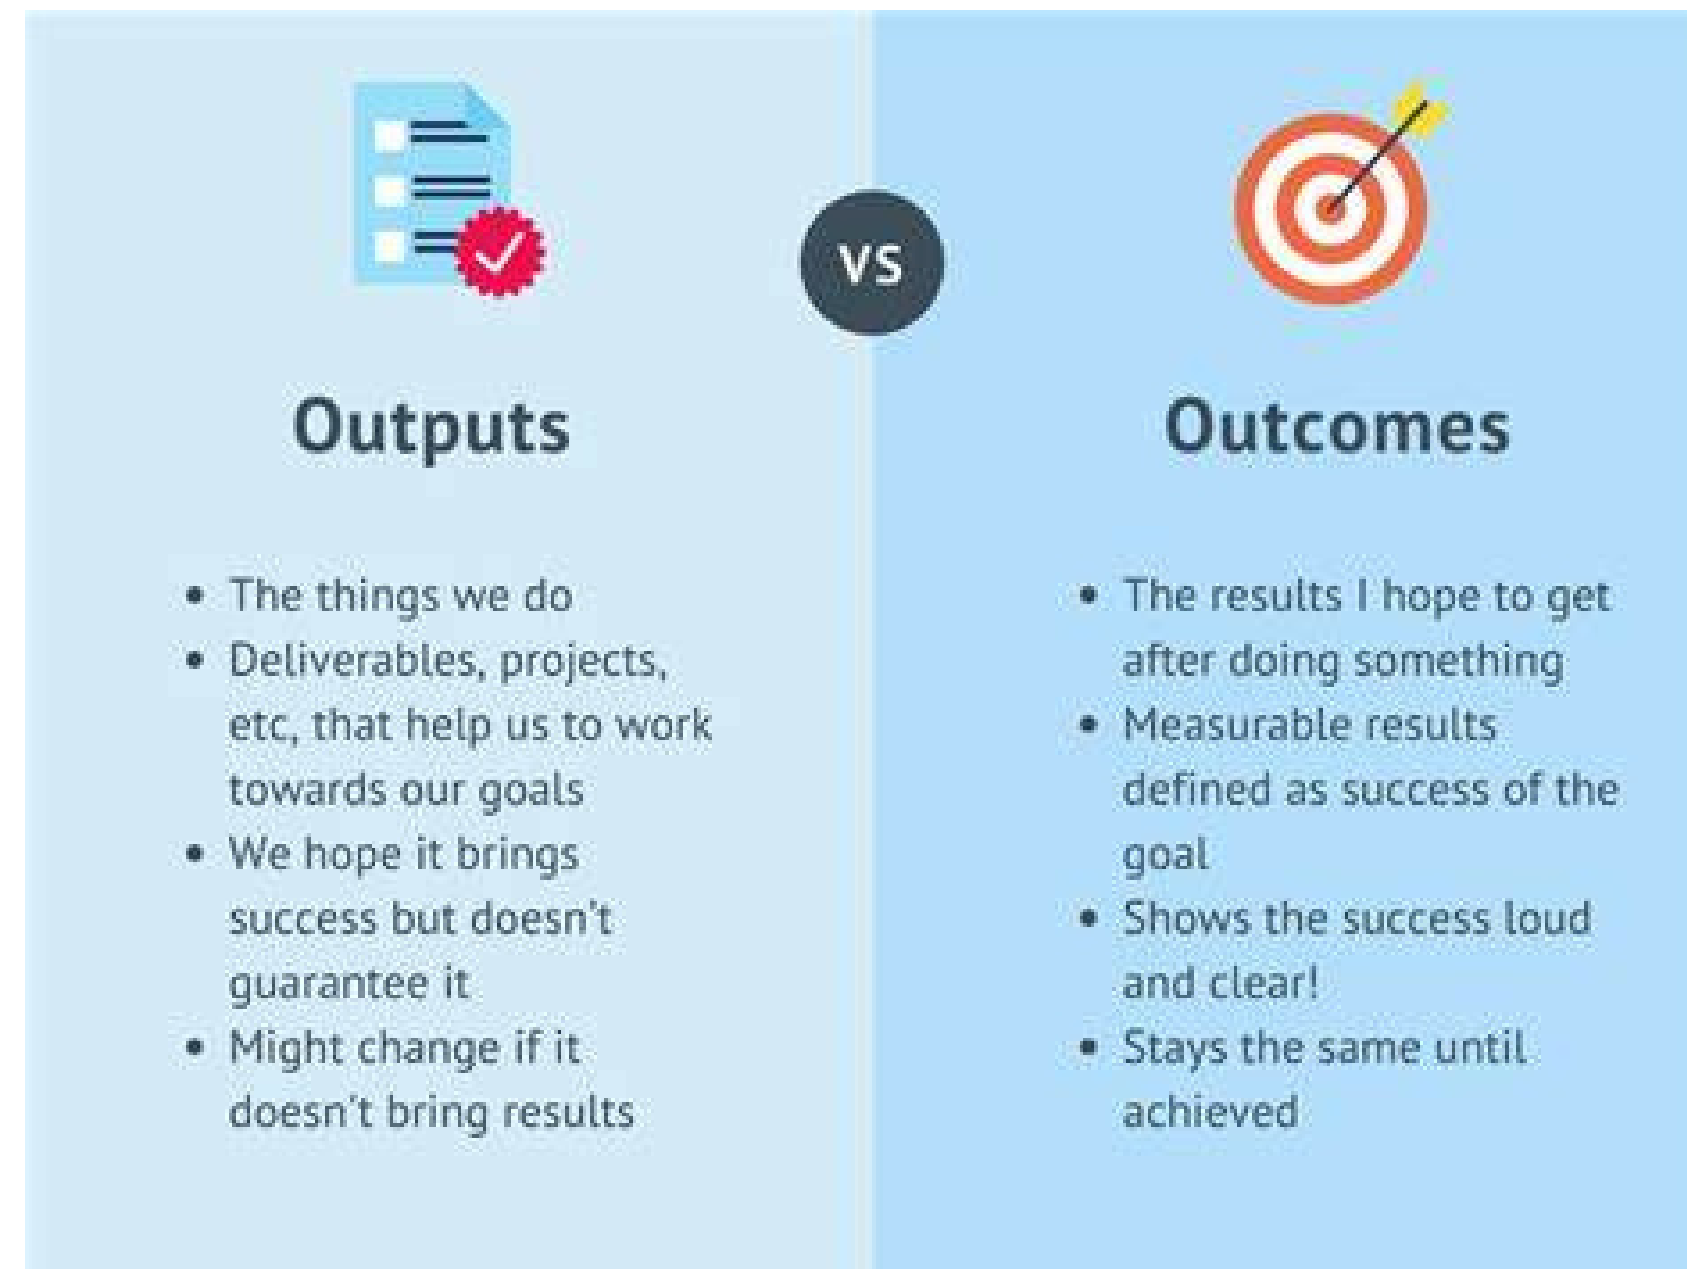 VS
Outputs
• The things we do
• Deliverables, projects,
etc, that help us to work
towards our goals
• We hope it brings
success but doesn't
guarantee it
• Might change if it
doesn't bring results
Outcomes
• The results I hope to get
after doing something
• Measurable results
defined as success of the
goal
• Shows the success loud
and clear!
• Stays the same until
achieved